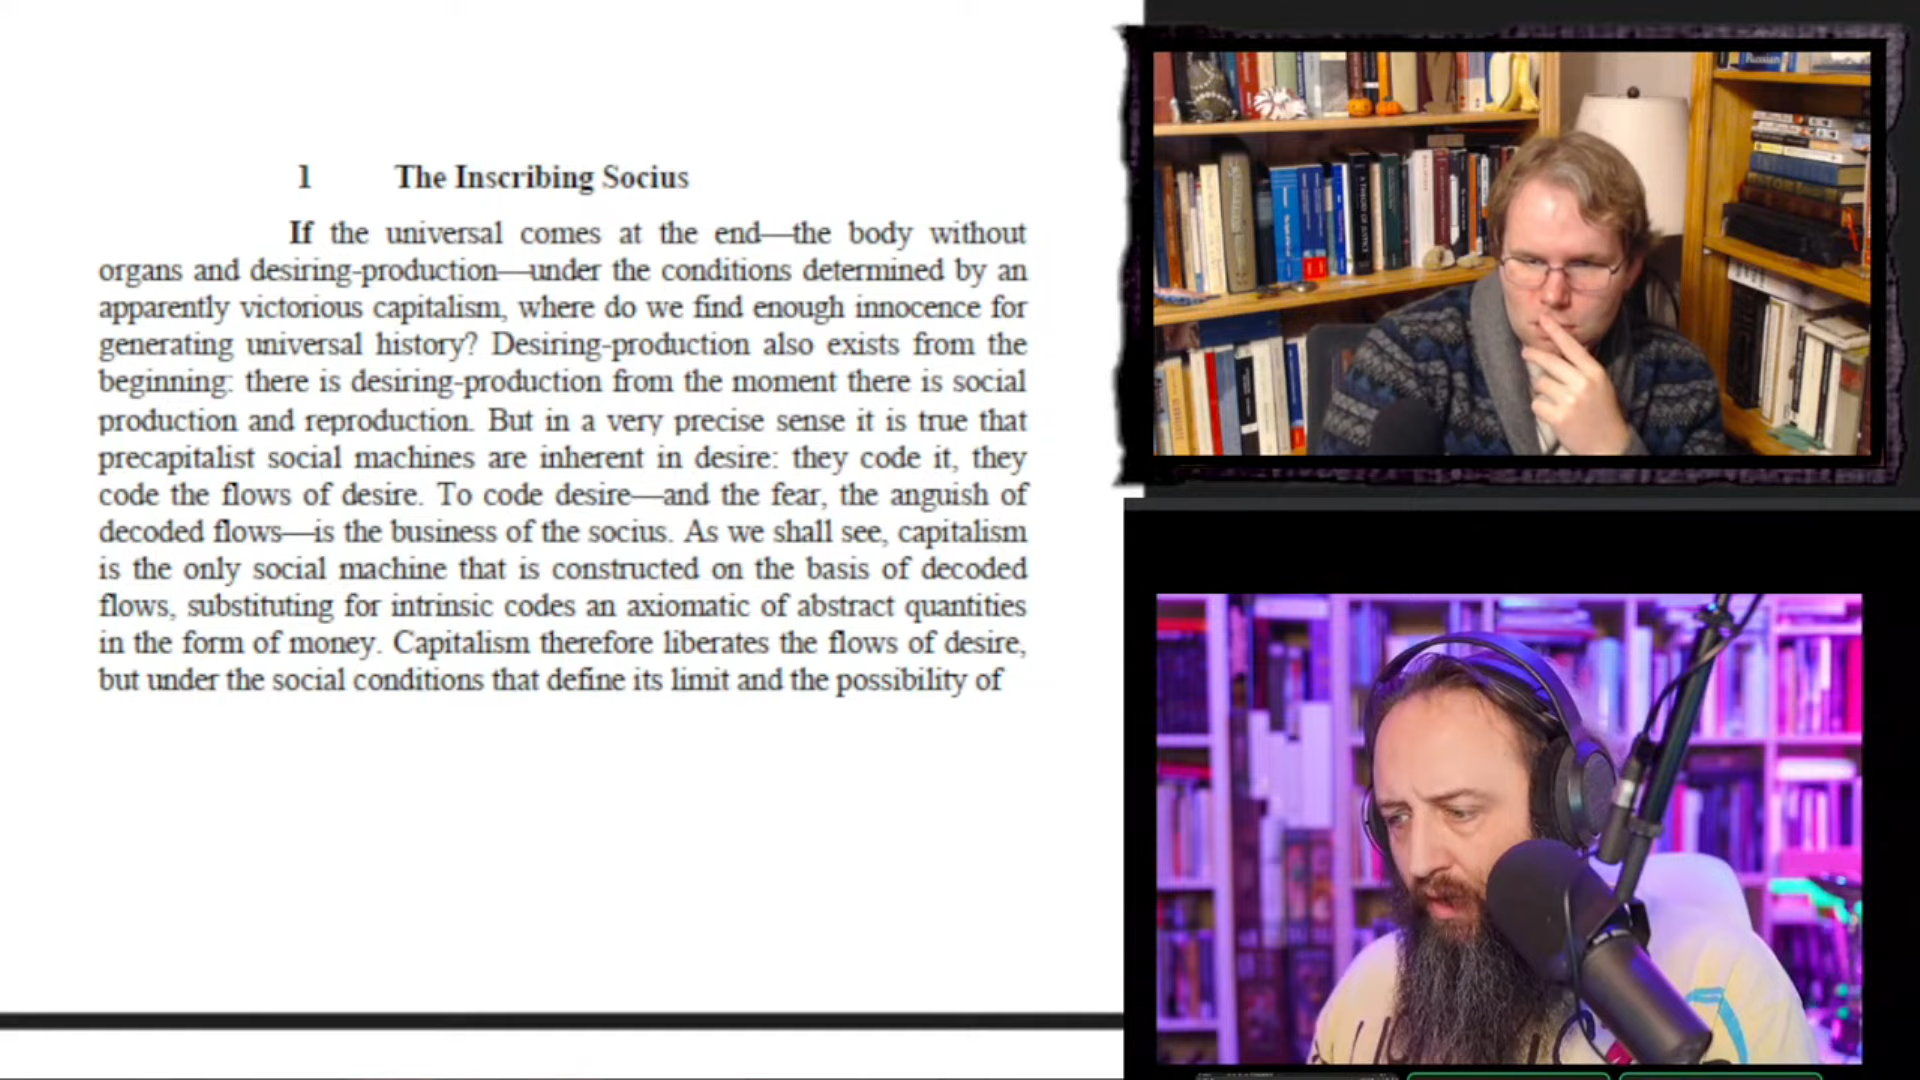 1 The Inscribing Socius
If the universal comes at the end—the body without
organs and desiring-production—under the conditions determined by an
apparently victorious capitalism, where do we find enough innocence for
generating universal history? Desiring-production also exists from the
beginning: there is desiring-production from the moment there is social
production and reproduction. But in a very precise sense it is true that
precapitalist social machines are inherent in desire: they code it, they
code the flows of desire. To code desire—and the fear, the anguish of
decoded flows—is the business of the socius. As we shall see, capitalism
is the only social machine that is constructed on the basis of decoded
flows, substituting for intrinsic codes an axiomatic of abstract quantities
in the form of money. Capitalism therefore liberates the flows of desire,
but under the social conditions that define its limit and the possibility of
Russian
A THEORY OF JUSTICE